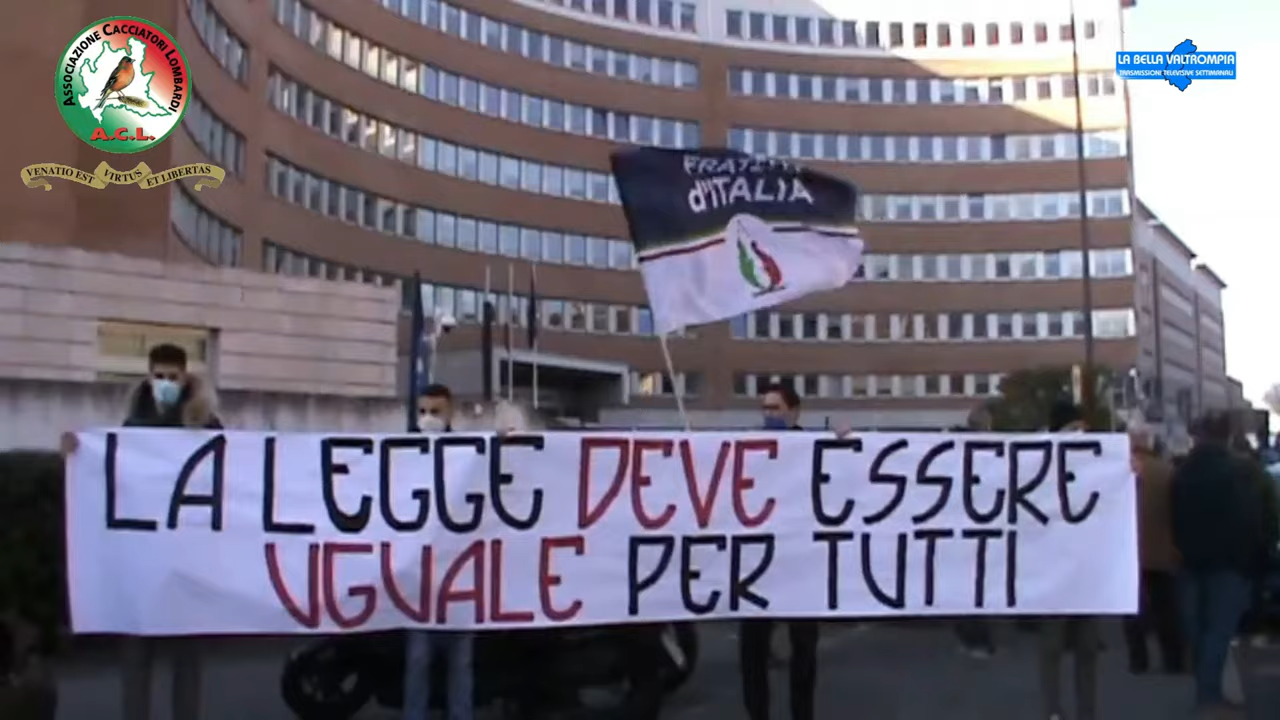 ASSOCIAZIONE CACCIATORI LOMBARDI
A.C.L.
VENATIO EST VIRTUS ET LIBERTAS
LA BELLA VALTROMPIA
TRASMISSIONI TELEVISIVE SETTIMANALI
FRATELLI
d'ITALIA
LA LEGGE DEVE ESSERE
UGUALE PER TUTTI